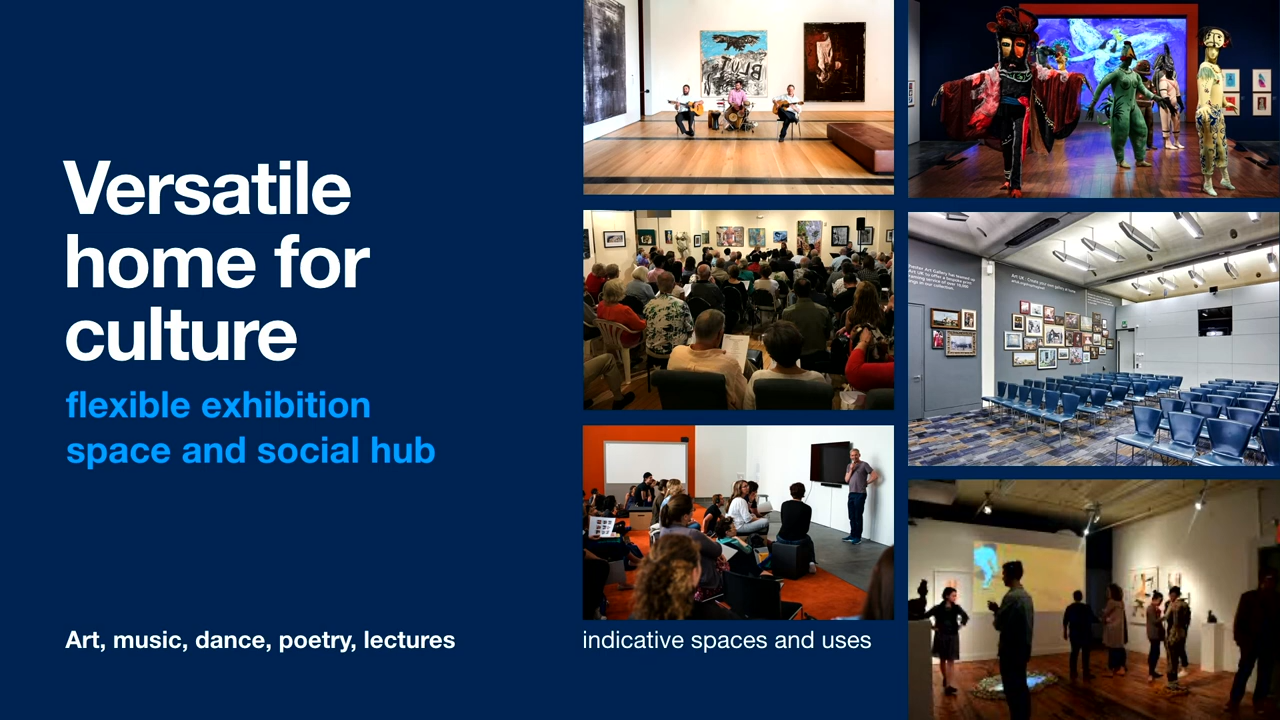 Versatile
home for
culture
flexible exhibition
space and social hub
Art, music, dance, poetry, lectures
indicative spaces and uses